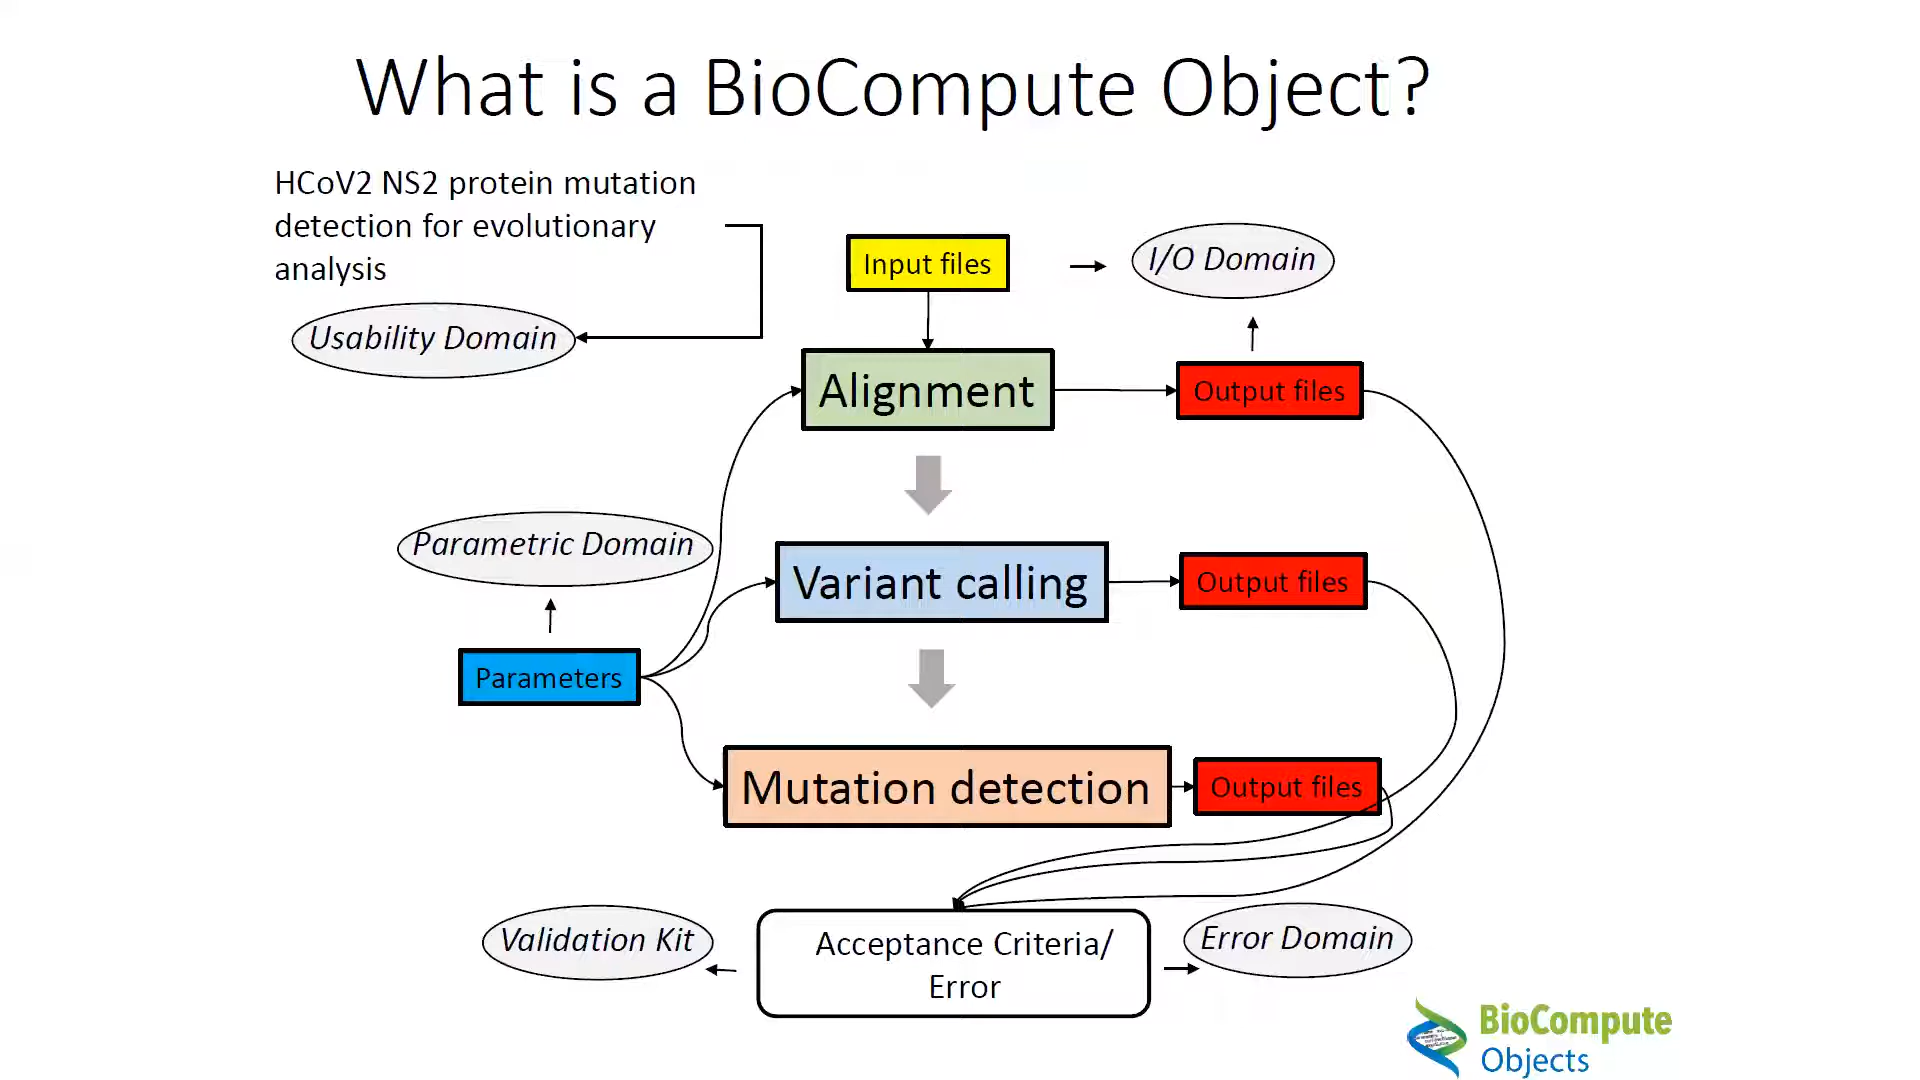 What is a BioCompute Object?
HCoV2 NS2 protein mutation
detection for evolutionary
analysis
Usability Domain
Input files
I/O Domain
Alignment
Output files
Parametric Domain
Variant calling
Output files
Parameters
Mutation detection
Output files
Validation Kit
Acceptance Criteria/
Error
Error Domain
BioCompute
Objects